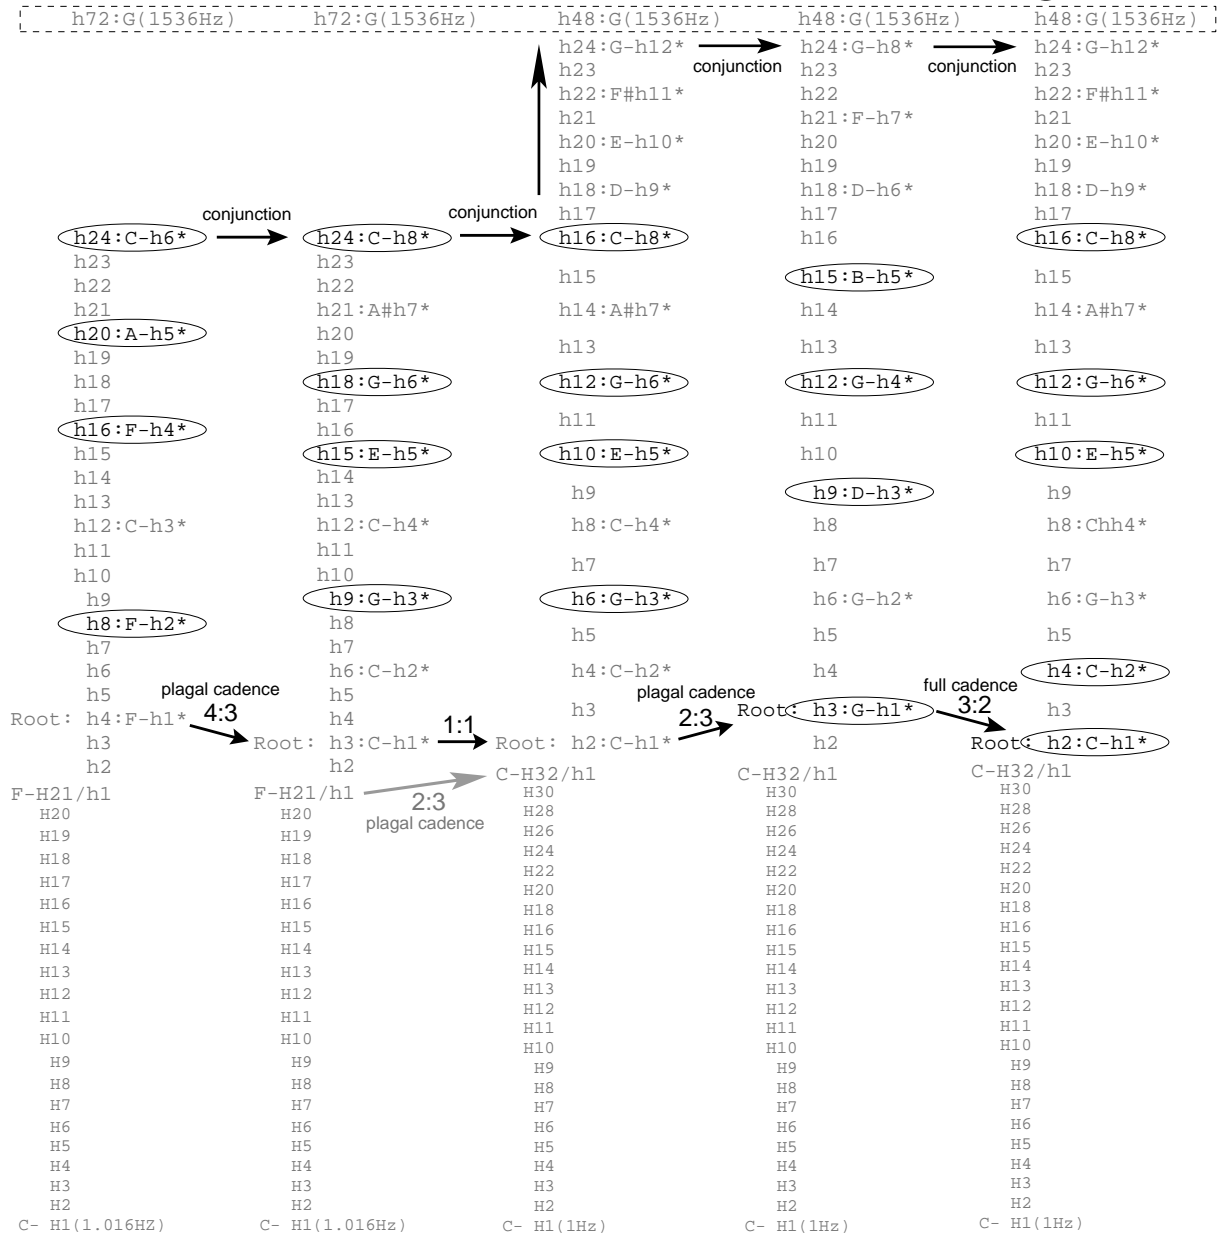 h72:G(1536Hz) h72:G(1536Hz) h48:G(1536Hz) h48:G(1536Hz) h48:G(1536Hz)
h24:G-h12* h24:G-h8* h24:G-h12*
conjunction conjunction
h23 h23 h23
h22:F#h11* h22 h22:F#h11*
h21 h21:F-h7* h21
h20:E-h10* h20 h20:E-h10*
h19 h19 h19
h18:D-h9* h18:D-h6* h18:D-h9*
conjunction conjunction h17 h17 h17
h24:C-h6* h24:C-h8* h16:C-h8* h16 h16:C-h8*
h23 h23
h22 h22 h15 h15:B-h5* h15
h21 h21:A#h7* h14:A#h7* h14 h14:A#h7*
h20:A-h5* h20
h19 h19 h13 h13 h13
h18 h18:G-h6* h12:G-h6* h12:G-h4* h12:G-h6*
h17 h17
h16:F-h4* h16 h11 h11 h11
h15 h15:E-h5* h10:E-h5* h10 h10:E-h5*
h14 h14
h13 h13 h9 h9:D-h3* h9
h12:C-h3* h12:C-h4* h8:C-h4* h8 h8:Chh4*
h11 h11
h10 h10 h7 h7 h7
h9 h9:G-h3* h6:G-h3* h6:G-h2* h6:G-h3*
h8:F-h2* h8
h7 h7 h5 h5 h5
h6 h6:C-h2* h4:C-h2* h4 h4:C-h2*
h5 h5
plagal cadence plagal cadence full cadence
Root: h4:F-h1* 4:3 h4 h3 2:3 Root: h3:G-h1* 3:2 h3
h3 Root: h3:C-h1* 1:1 Root: h2:C-h1* h2 Root: h2:C-h1*
h2 h2
C-H32/h1 C-H32/h1 C-H32/h1
F-H21/h1 F-H21/h1 2:3 H30 H30 H30
plagal cadence
H20 H20 H28 H28 H28
H19 H19 H26 H26 H26
H18 H18 H24 H24 H24
H17 H17 H22 H22 H22
H16 H16 H20 H20 H20
H15 H15 H18 H18 H18
H14 H14 H16 H16 H16
H13 H13 H15 H15 H15
H12 H12 H14 H14 H14
H11 H11 H13 H13 H13
H10 H10 H12 H12 H12
H9 H9 H11 H11 H11
H8 H8 H10 H10 H10
H7 H7 H9 H9 H9
H6 H6 H8 H8 H8
H5 H5 H7 H7 H7
H4 H4 H6 H6 H6
H3 H3 H5 H5 H5
H2 H2 H4 H4 H4
C- H1(1.016HZ) C- H1(1.016Hz) H3 H3 H3
H2 H2 H2
C- H1(1Hz) C- H1(1Hz) C- H1(1Hz)